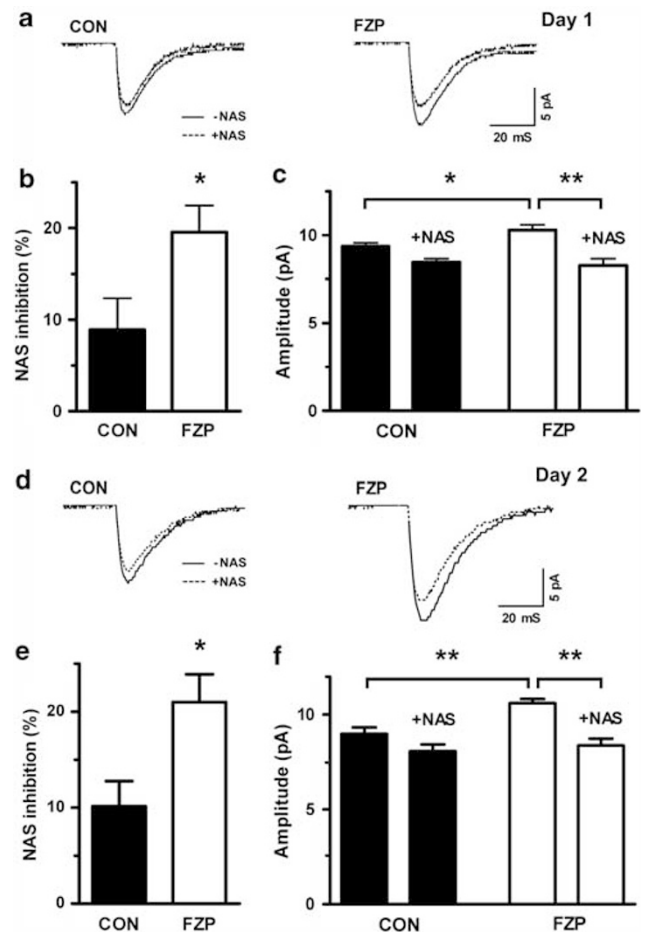 a
CON
FZP
Day 1
-NAS
+NAS
5 pA
20 mS
b
*
NAS inhibition (%)
20
10
0
CON
FZP
c
*
**
+NAS
+NAS
Amplitude (pA)
10
5
0
CON
FZP
d
CON
FZP
Day 2
-NAS
+NAS
5 pA
20 mS
e
*
NAS inhibition (%)
20
10
0
CON
FZP
f
**
**
+NAS
+NAS
Amplitude (pA)
10
5
0
CON
FZP